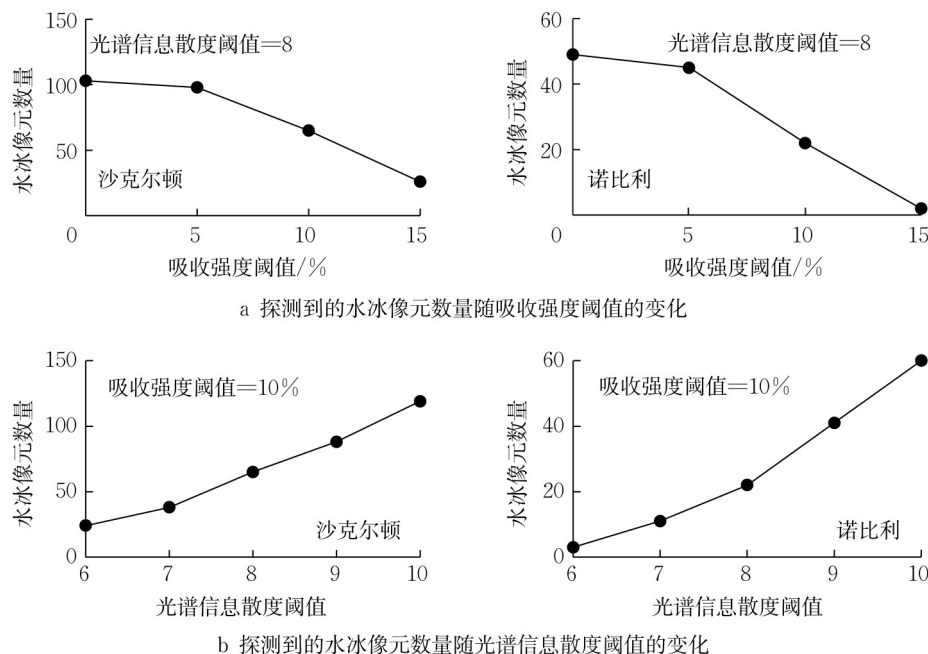 150
100
50
0
5
10
15
水冰像元数量
光谱信息散度阈值=8
沙克尔顿
吸收强度阈值/%
60
40
20
0
5
10
15
水冰像元数量
光谱信息散度阈值=8
诺比利
吸收强度阈值/%
a 探测到的水冰像元数量随吸收强度阈值的变化
150
100
50
0
6
7
8
9
10
水冰像元数量
吸收强度阈值=10%
沙克尔顿
光谱信息散度阈值
60
40
20
0
6
7
8
9
10
水冰像元数量
吸收强度阈值=10%
诺比利
光谱信息散度阈值
b 探测到的水冰像元数量随光谱信息散度阈值的变化